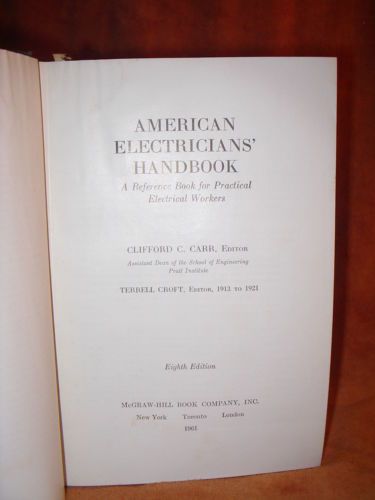 AMERICAN
ELECTRICIANS'
HANDBOOK
A Reference Book for Practical
Electrical Workers
CLIFFORD C. CARR, EDITOR
Assistant Dean of the School of Engineering
Pratt Institute
TERRELL CROFT, EDITOR, 1913 TO 1921
Eighth Edition
McGRAW-HILL BOOK COMPANY, INC.
New York Toronto London
1961